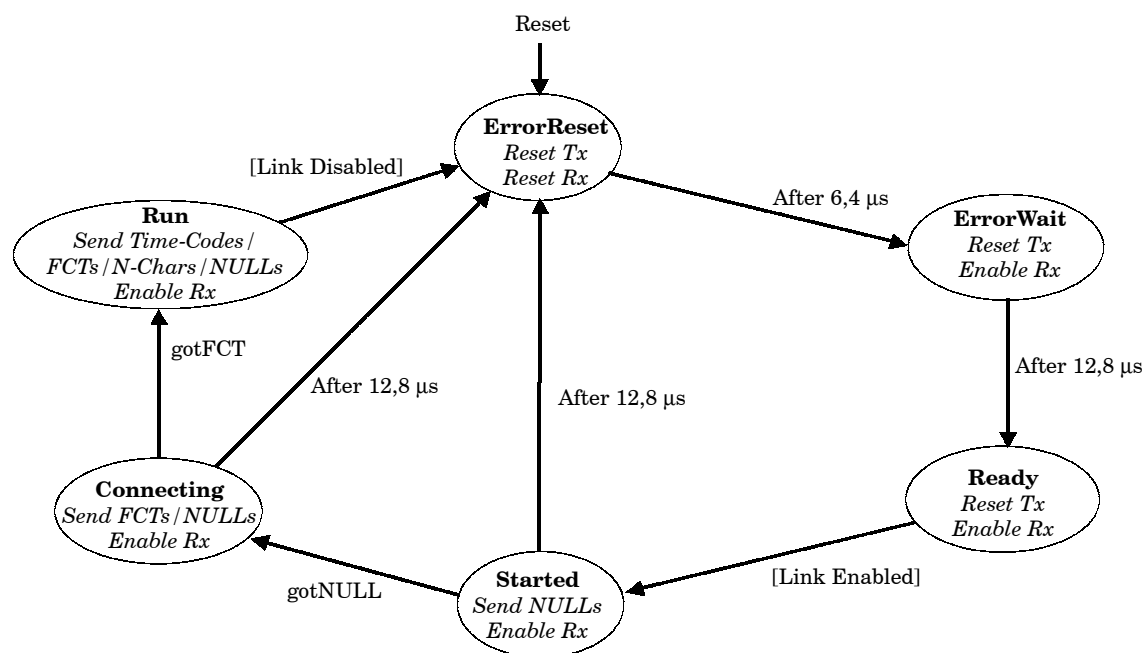 Reset
ErrorReset
Reset Tx
Reset Rx
[Link Disabled]
After 6,4 µs
Run
Send Time-Codes/
FCTs/N-Chars/NULLs
Enable Rx
ErrorWait
Reset Tx
Enable Rx
gotFCT
After 12,8 µs
After 12,8 µs
After 12,8 µs
Connecting
Send FCTs/NULLs
Enable Rx
Ready
Reset Tx
Enable Rx
gotNULL
Started
Send NULLs
Enable Rx
[Link Enabled]